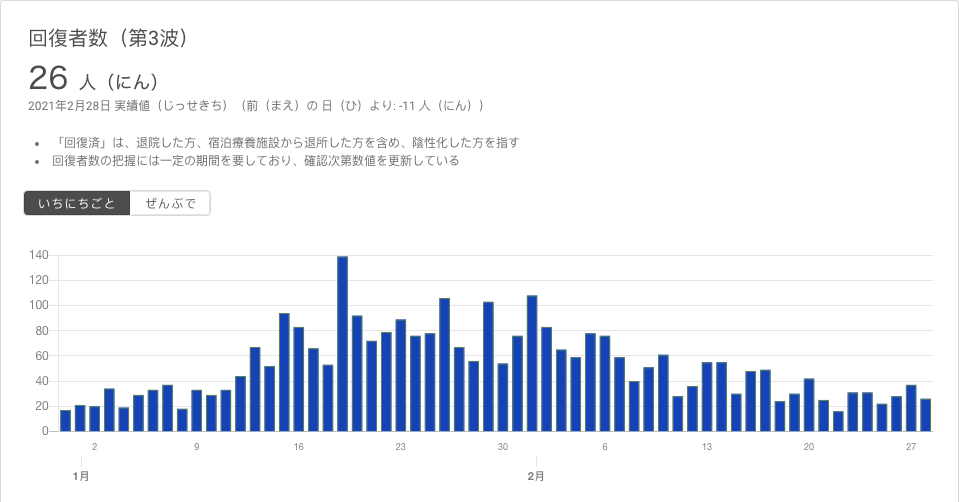 回復者数（第3波）
26 人（にん）
2021年2月28日 実績値（じっせきち）（前（まえ）の 日（ひ）より: -11 人（にん））
• 「回復済」は、退院した方、宿泊療養施設から退所した方を含め、陰性化した方を指す
• 回復者数の把握には一定の期間を要しており、確認次第数値を更新している
いちにちごと ぜんぶで
140
120
100
80
60
40
20
0
2 9 16 23 30 6 13 20 27
1月 2月